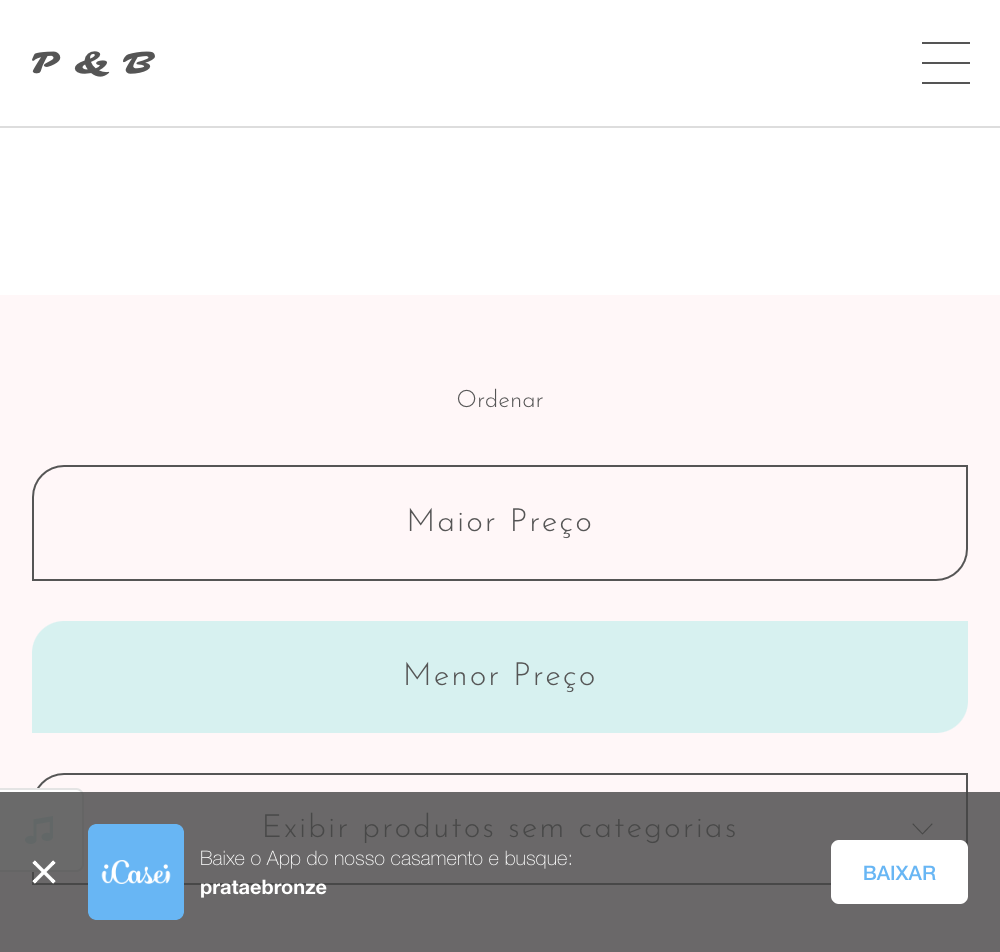 P & B
Ordenar
Maior Preço
Menor Preço
Exibir produtos sem categorias
iCasei
Baixe o App do nosso casamento e busque:
prataebronze
BAIXAR